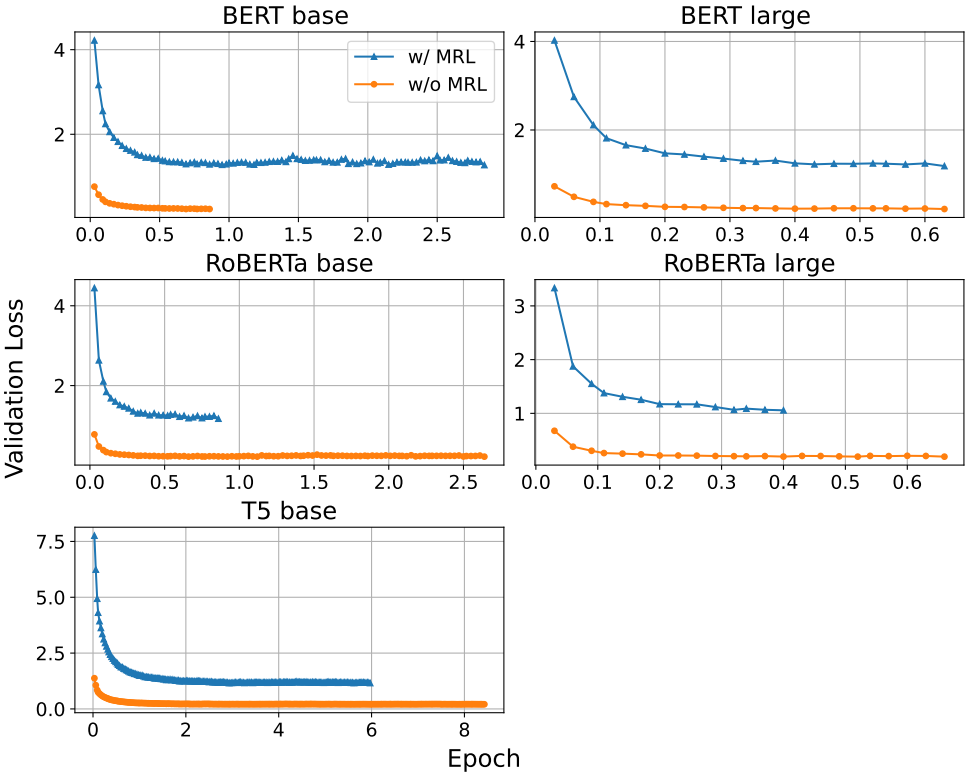 BERT base
BERT large
4
2
w/ MRL
w/o MRL
0.0 0.5 1.0 1.5 2.0 2.5
4
2
0.0 0.1 0.2 0.3 0.4 0.5 0.6
RoBERTa base
RoBERTa large
Validation Loss
4
2
0.0 0.5 1.0 1.5 2.0 2.5
3
2
1
0.0 0.1 0.2 0.3 0.4 0.5 0.6
T5 base
7.5
5.0
2.5
0.0
0 2 4 6 8
Epoch